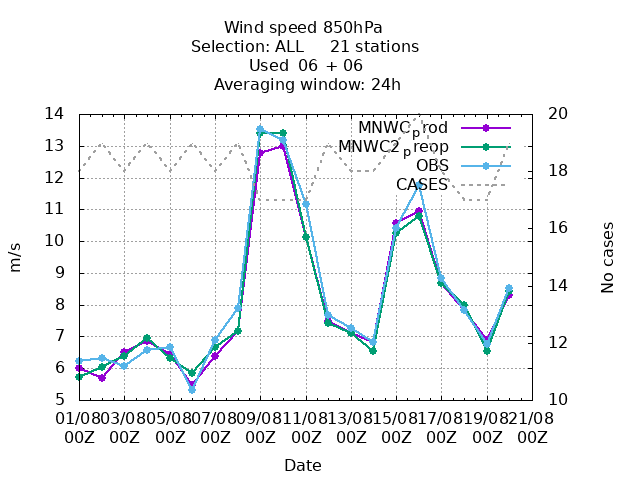 Wind speed 850hPa
Selection: ALL 21 stations
Used 06 + 06
Averaging window: 24h
14
13
12
11
10
9
8
7
6
5
20
18
16
14
12
10
m/s
No cases
MNWC_prod
MNWC2_preop
OBS
CASES
01/08 03/08 05/08 07/08 09/08 11/08 13/08 15/08 17/08 19/08 21/08
00Z 00Z 00Z 00Z 00Z 00Z 00Z 00Z 00Z 00Z 00Z
Date